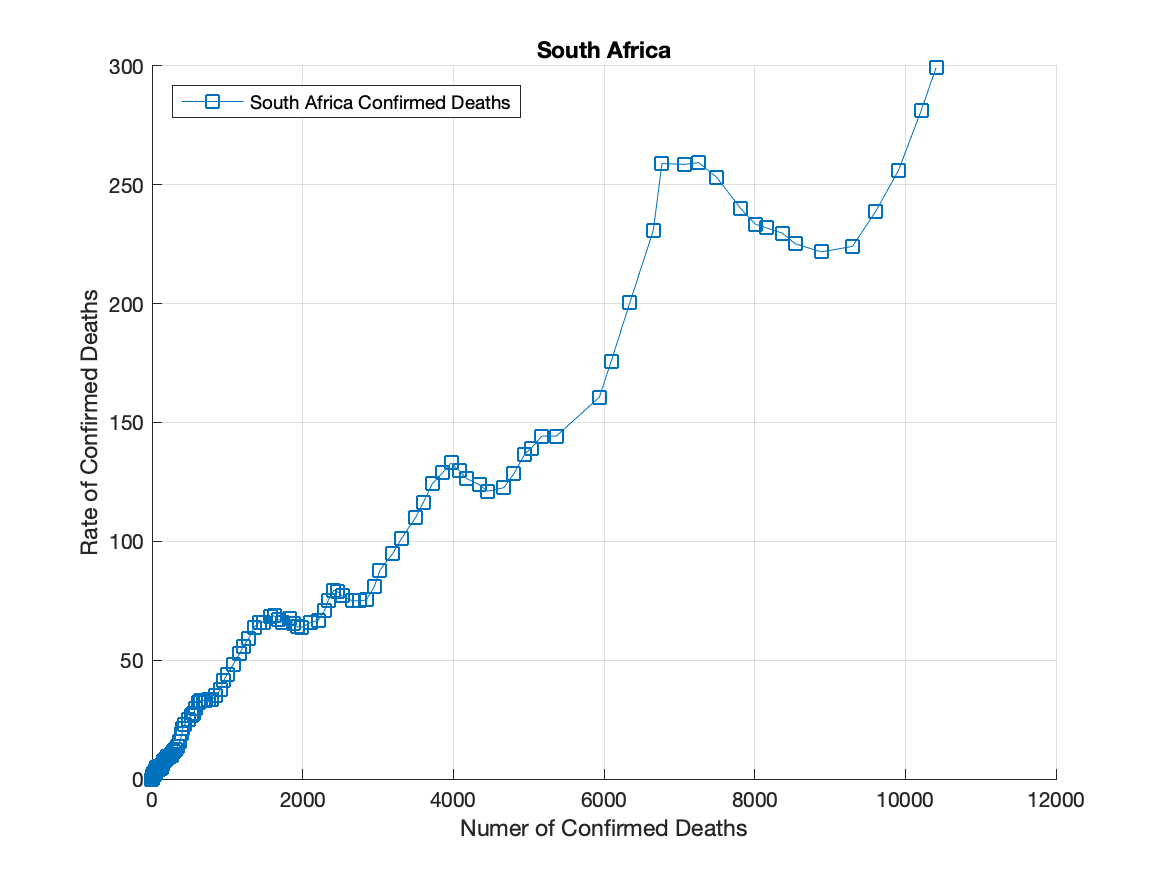 South Africa
South Africa Confirmed Deaths
Rate of Confirmed Deaths
300
250
200
150
100
50
0
0 2000 4000 6000 8000 10000 12000
Numer of Confirmed Deaths